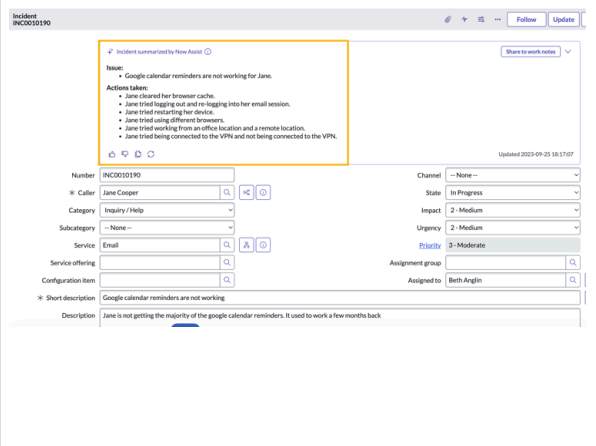 Incident
INC0010190
Follow
Update
Incident summarized by Now Assist
Share to work notes
Issue:
• Google calendar reminders are not working for Jane.
Actions taken:
• Jane cleared her browser cache.
• Jane tried logging out and re-logging into her email session.
• Jane tried restarting her device.
• Jane tried using different browsers.
• Jane tried working from an office location and a remote location.
• Jane tried being connected to the VPN and not being connected to the VPN.
Updated 2023-09-25 18:17:07
Number INC0010190
Channel -- None --
Caller Jane Cooper
State In Progress
Category Inquiry / Help
Impact 2 - Medium
Subcategory -- None --
Urgency 2 - Medium
Service Email
Priority 3 - Moderate
Service offering
Assignment group
Configuration item
Assigned to Beth Anglin
Short description Google calendar reminders are not working
Description Jane is not getting the majority of the google calendar reminders. It used to work a few months back